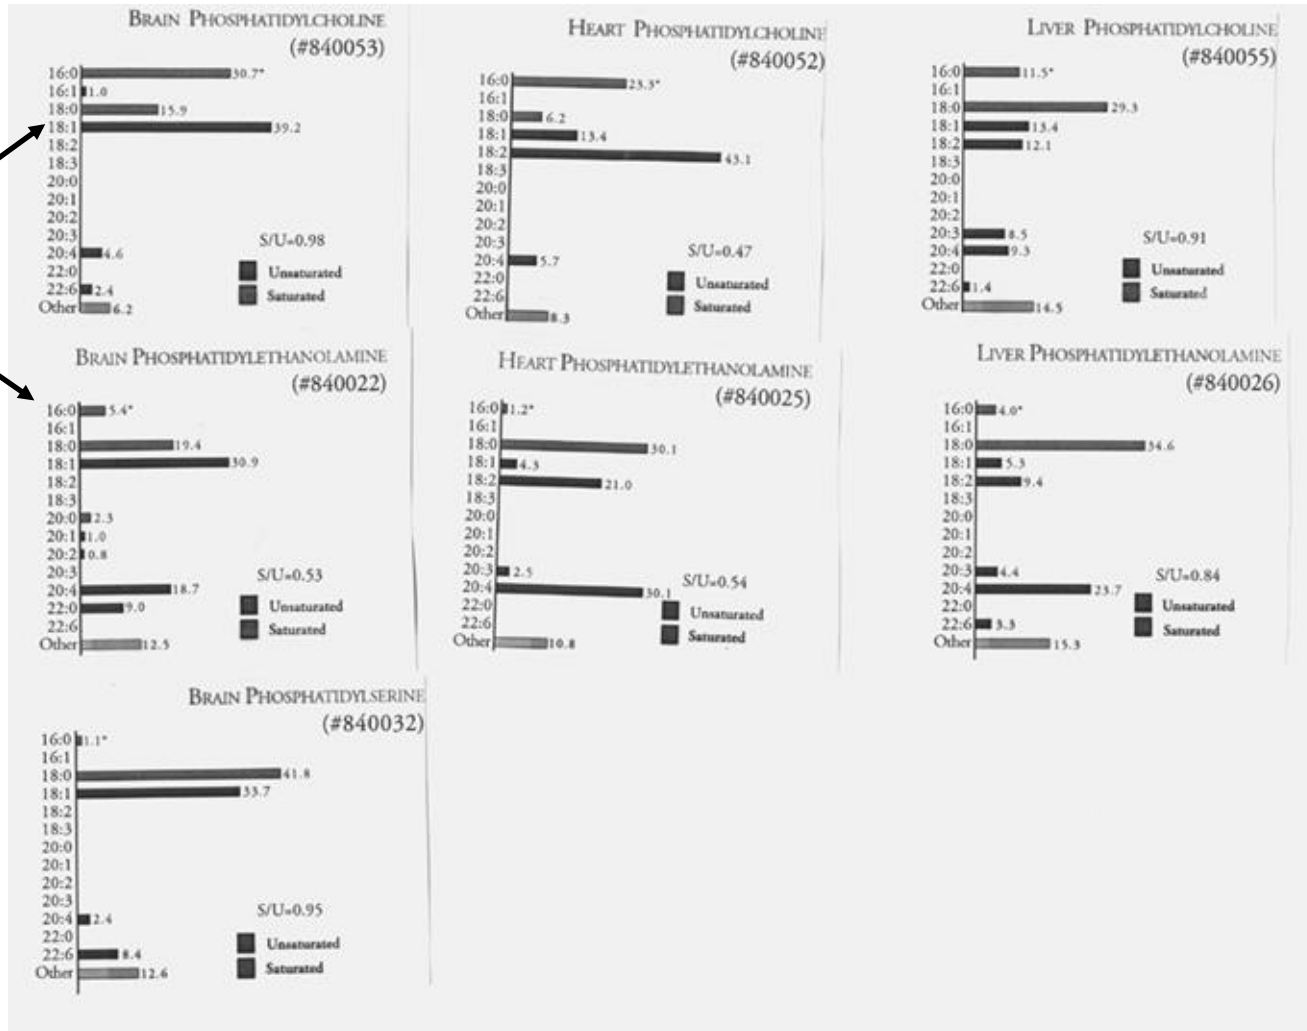 BRAIN PHOSPHATIDYLCHOLINE
(#840053)
16:0 30.7*
16:1 1.0
18:0 15.9
18:1 39.2
18:2
18:3
20:0
20:1
20:2
20:3
20:4 4.6
22:0
22:6 2.4
Other 6.2
S/U=0.98
Unsaturated
Saturated
HEART PHOSPHATIDYLCHOLINE
(#840052)
16:0 23.3*
16:1
18:0 6.2
18:1 13.4
18:2 43.1
18:3
20:0
20:1
20:2
20:3
20:4 5.7
22:0
22:6
Other 8.3
S/U=0.47
Unsaturated
Saturated
LIVER PHOSPHATIDYLCHOLINE
(#840055)
16:0 11.5*
16:1
18:0 29.3
18:1 13.4
18:2 12.1
18:3
20:0
20:1
20:2
20:3 8.5
20:4 9.3
22:0
22:6 1.4
Other 14.5
S/U=0.91
Unsaturated
Saturated
BRAIN PHOSPHATIDYLETHANOLAMINE
(#840022)
16:0 5.4*
16:1
18:0 19.4
18:1 30.9
18:2
18:3
20:0 2.3
20:1 1.0
20:2 0.8
20:3
20:4 18.7
22:0 9.0
22:6
Other 12.5
S/U=0.53
Unsaturated
Saturated
HEART PHOSPHATIDYLETHANOLAMINE
(#840025)
16:0 1.2*
16:1
18:0 30.1
18:1 4.3
18:2 21.0
18:3
20:0
20:1
20:2
20:3 2.5
20:4 30.1
22:0
22:6
Other 10.8
S/U=0.54
Unsaturated
Saturated
LIVER PHOSPHATIDYLETHANOLAMINE
(#840026)
16:0 4.0*
16:1
18:0 34.6
18:1 5.3
18:2 9.4
18:3
20:0
20:1
20:2
20:3 4.4
20:4 23.7
22:0
22:6 3.3
Other 15.3
S/U=0.84
Unsaturated
Saturated
BRAIN PHOSPHATIDYLSERINE
(#840032)
16:0 1.1*
16:1
18:0 41.8
18:1 33.7
18:2
18:3
20:0
20:1
20:2
20:3
20:4 2.4
22:0
22:6 8.4
Other 12.6
S/U=0.95
Unsaturated
Saturated